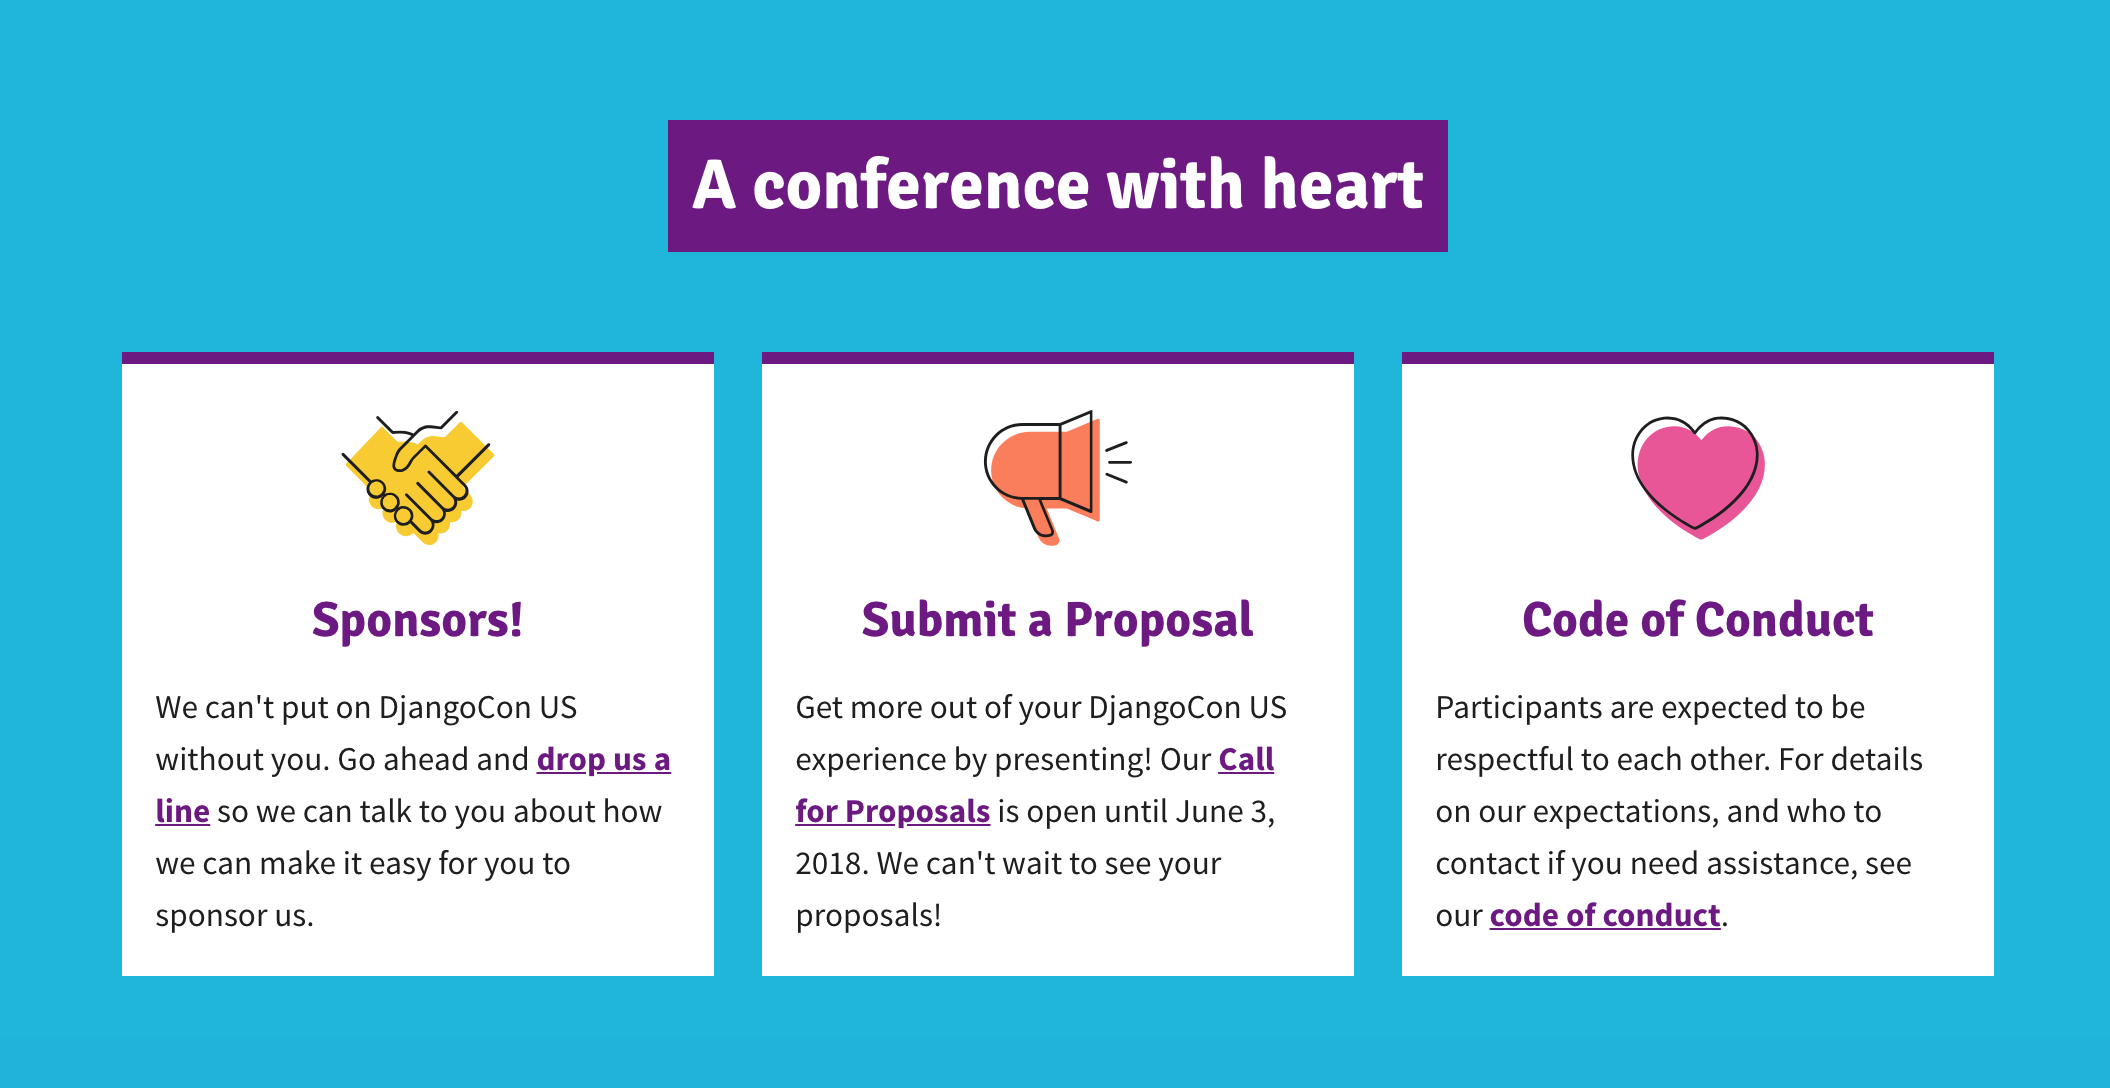 A conference with heart
Sponsors!
We can't put on DjangoCon US
without you. Go ahead and drop us a
line so we can talk to you about how
we can make it easy for you to
sponsor us.
Submit a Proposal
Get more out of your DjangoCon US
experience by presenting! Our Call
for Proposals is open until June 3,
2018. We can't wait to see your
proposals!
Code of Conduct
Participants are expected to be
respectful to each other. For details
on our expectations, and who to
contact if you need assistance, see
our code of conduct.